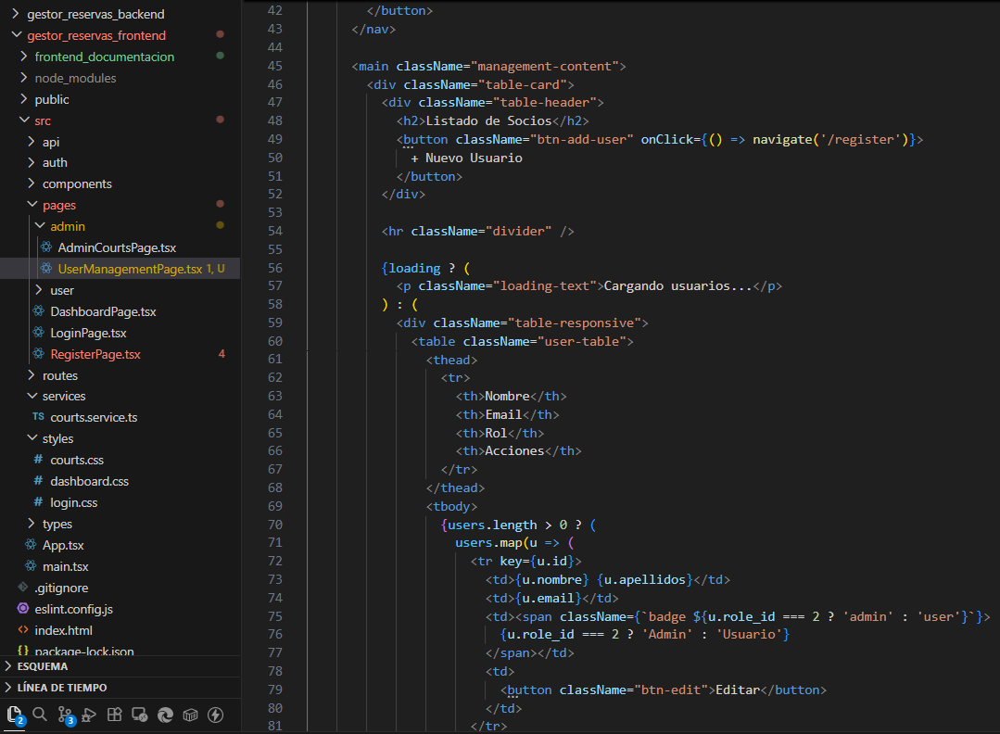 gestor_reservas_backend
gestor_reservas_frontend
frontend_documentacion
node_modules
public
src
api
auth
components
pages
admin
AdminCourtsPage.tsx
UserManagementPage.tsx 1, U
user
DashboardPage.tsx
LoginPage.tsx
RegisterPage.tsx 4
routes
services
TS courts.service.ts
styles
# courts.css
# dashboard.css
# login.css
types
App.tsx
main.tsx
.gitignore
eslint.config.js
<> index.html
{} package-lock.json
ESQUEMA
LÍNEA DE TIEMPO
2
3
42 </button>
43 </nav>
44
45 <main className="management-content">
46 <div className="table-card">
47 <div className="table-header">
48 <h2>Listado de Socios</h2>
49 <button className="btn-add-user" onClick={() => navigate('/register')}>
50 + Nuevo Usuario
51 </button>
52 </div>
53
54 <hr className="divider" />
55
56 {loading ? (
57 <p className="loading-text">Cargando usuarios...</p>
58 ) : (
59 <div className="table-responsive">
60 <table className="user-table">
61 <thead>
62 <tr>
63 <th>Nombre</th>
64 <th>Email</th>
65 <th>Rol</th>
66 <th>Acciones</th>
67 </tr>
68 </thead>
69 <tbody>
70 {users.length > 0 ? (
71 users.map(u => (
72 <tr key={u.id}>
73 <td>{u.nombre} {u.apellidos}</td>
74 <td>{u.email}</td>
75 <td><span className={`badge ${u.role_id === 2 ? 'admin' : 'user'}`}>
76 {u.role_id === 2 ? 'Admin' : 'Usuario'}
77 </span></td>
78 <td>
79 <button className="btn-edit">Editar</button>
80 </td>
81 </tr>